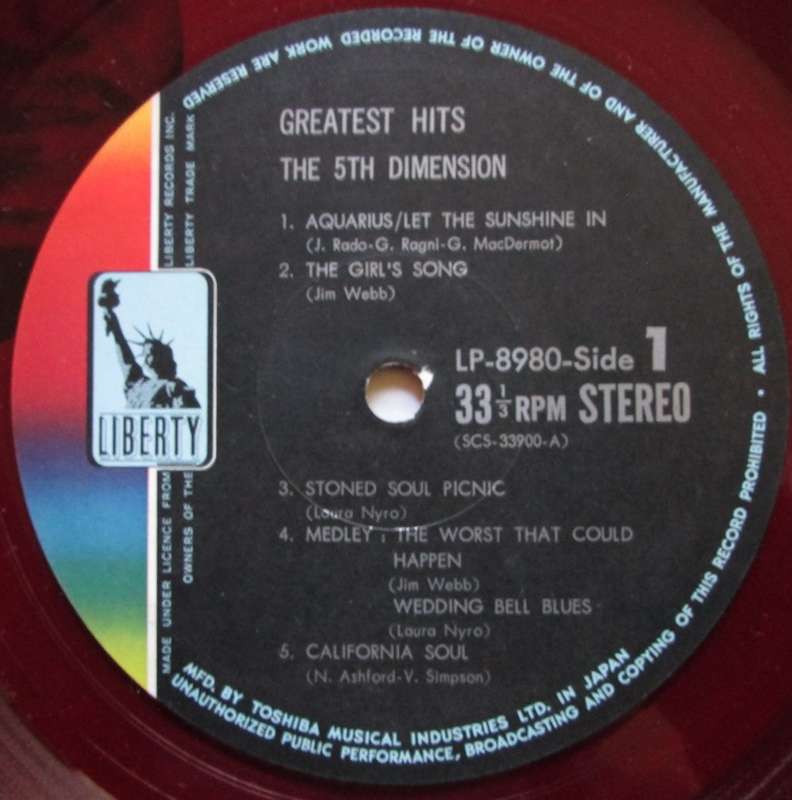 GREATEST HITS
THE 5TH DIMENSION
1. AQUARIUS/LET THE SUNSHINE IN
(J. Rado-G. Ragni-G. MacDermot)
2. THE GIRL'S SONG
(Jim Webb)
LP-8980-Side 1
33 1/3 RPM STEREO
(SCS-33900-A)
3. STONED SOUL PICNIC
(Laura Nyro)
4. MEDLEY : THE WORST THAT COULD
HAPPEN
(Jim Webb)
WEDDING BELL BLUES
(Laura Nyro)
5. CALIFORNIA SOUL
(N. Ashford-V. Simpson)
LIBERTY
MADE UNDER LICENCE FROM LIBERTY RECORDS INC.
OWNERS OF THE LIBERTY TRADE MARK
MFD. BY TOSHIBA MUSICAL INDUSTRIES LTD. IN JAPAN
ALL RIGHTS OF THE MANUFACTURER AND OF THE OWNER OF THE RECORDED WORK ARE RESERVED
UNAUTHORIZED PUBLIC PERFORMANCE, BROADCASTING AND COPYING OF THIS RECORD PROHIBITED •